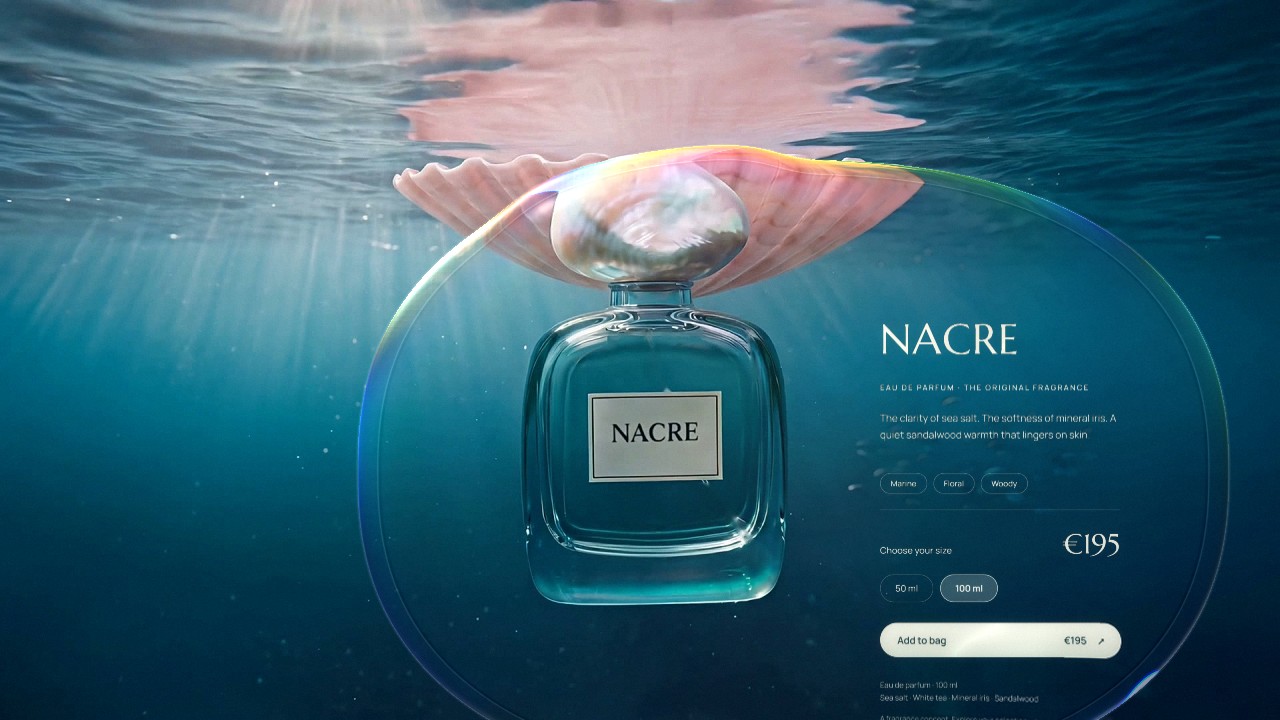 NACRE
NACRE
EAU DE PARFUM · THE ORIGINAL FRAGRANCE
The clarity of sea salt. The softness of mineral iris. A
quiet sandalwood warmth that lingers on skin.
Marine Floral Woody
Choose your size €195
50 ml 100 ml
Add to bag €195 ↗
Eau de parfum · 100 ml
Sea salt · White tea · Mineral iris · Sandalwood